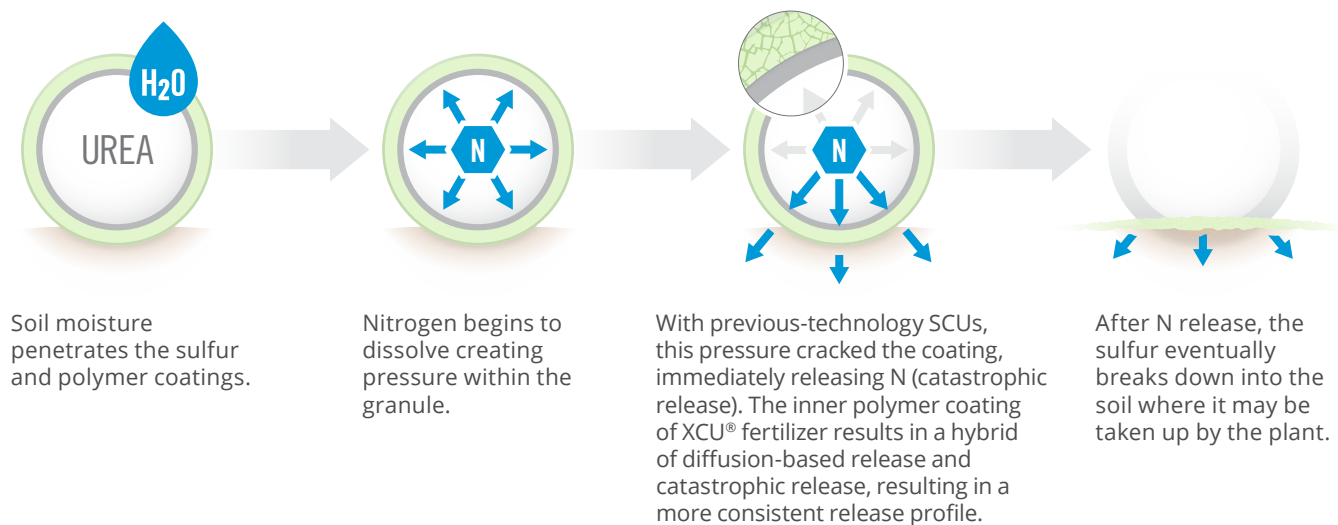 H₂O
UREA
N
N
Soil moisture
penetrates the sulfur
and polymer coatings.
Nitrogen begins to
dissolve creating
pressure within the
granule.
With previous-technology SCUs,
this pressure cracked the coating,
immediately releasing N (catastrophic
release). The inner polymer coating
of XCU® fertilizer results in a hybrid
of diffusion-based release and
catastrophic release, resulting in a
more consistent release profile.
After N release, the
sulfur eventually
breaks down into the
soil where it may be
taken up by the plant.